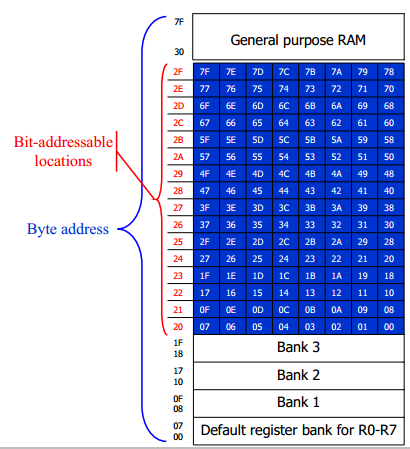 7F
General purpose RAM
30
2F 7F 7E 7D 7C 7B 7A 79 78
2E 77 76 75 74 73 72 71 70
2D 6F 6E 6D 6C 6B 6A 69 68
2C 67 66 65 64 63 62 61 60
Bit-addressable
locations
2B 5F 5E 5D 5C 5B 5A 59 58
2A 57 56 55 54 53 52 51 50
29 4F 4E 4D 4C 4B 4A 49 48
28 47 46 45 44 43 42 41 40
27 3F 3E 3D 3C 3B 3A 39 38
Byte address
26 37 36 35 34 33 32 31 30
25 2F 2E 2D 2C 2B 2A 29 28
24 27 26 25 24 23 22 21 20
23 1F 1E 1D 1C 1B 1A 19 18
22 17 16 15 14 13 12 11 10
21 0F 0E 0D 0C 0B 0A 09 08
20 07 06 05 04 03 02 01 00
1F
Bank 3
18
17
Bank 2
10
0F
Bank 1
08
07
Default register bank for R0-R7
00